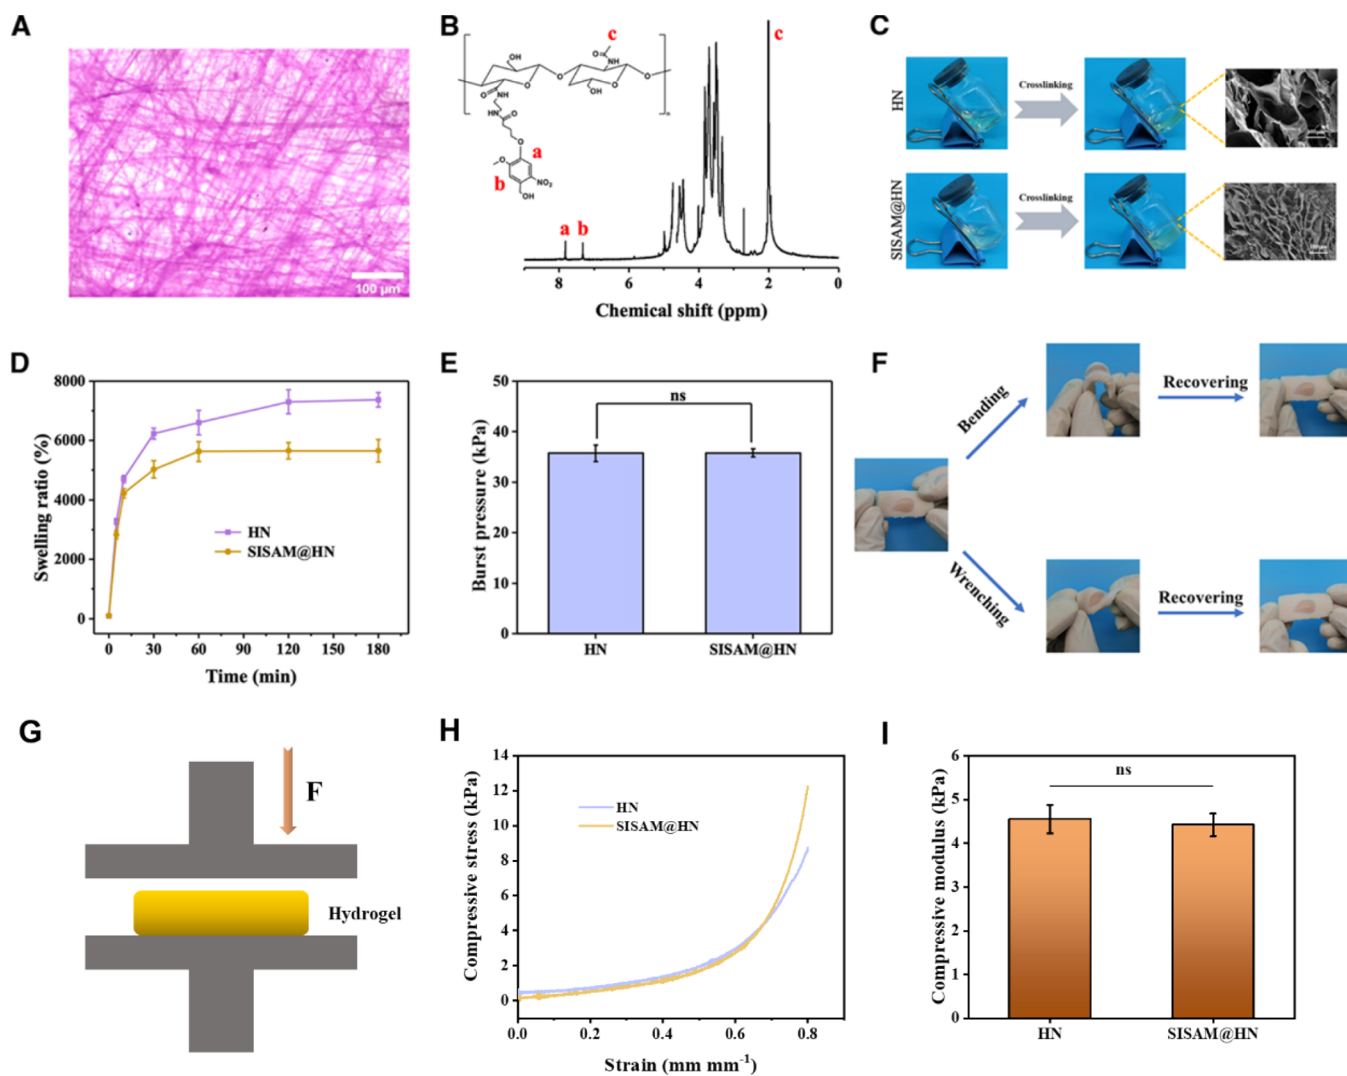 A
100 μm
B
OH
O
O
O
OH
O
O
c
O
NH
O
NH
HN
O
O
a
O
b
NO₂
OH
n
a b
c
8 6 4 2 0
Chemical shift (ppm)
C
HN
Crosslinking
SISAM@HN
Crosslinking
D
8000
6000
4000
2000
0
HN
SISAM@HN
0 30 60 90 120 150 180
Time (min)
Swelling ratio (%)
E
50
40
30
20
10
0
ns
HN SISAM@HN
Burst pressure (kPa)
F
Bending
Recovering
Wrenching
Recovering
G
F
Hydrogel
H
14
12
10
8
6
4
2
0
HN
SISAM@HN
0.0 0.2 0.4 0.6 0.8
Strain (mm mm⁻¹)
Compressive stress (kPa)
I
6
5
4
3
2
1
0
ns
HN SISAM@HN
Compressive modulus (kPa)